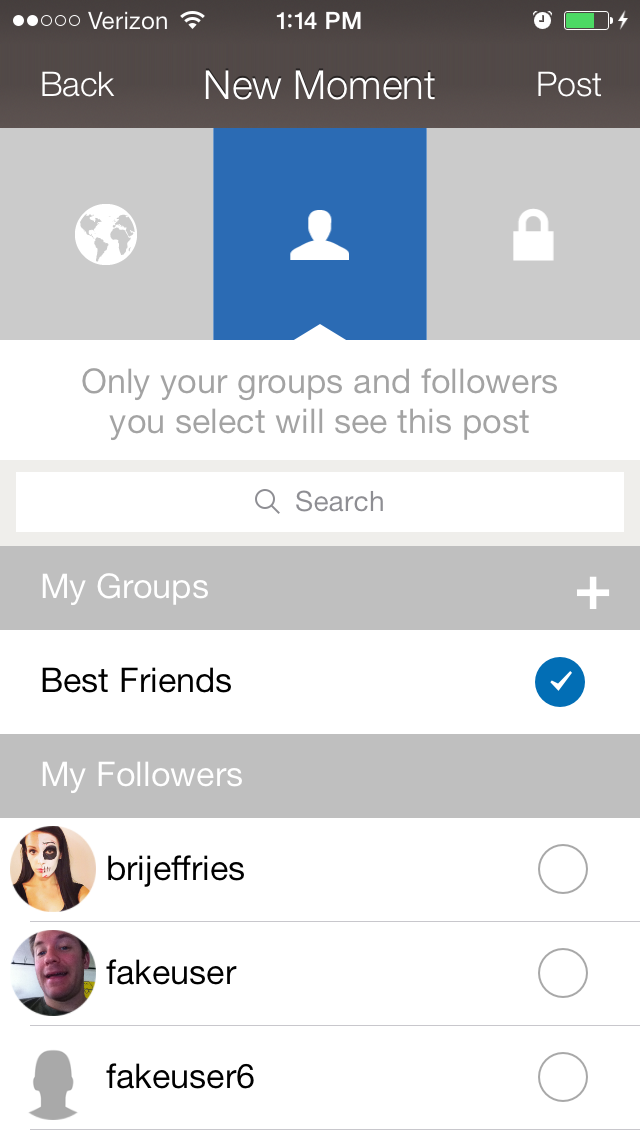 Verizon 1:14 PM
Back New Moment Post
Only your groups and followers
you select will see this post
Search
My Groups
Best Friends
My Followers
brijeffries
fakeuser
fakeuser6